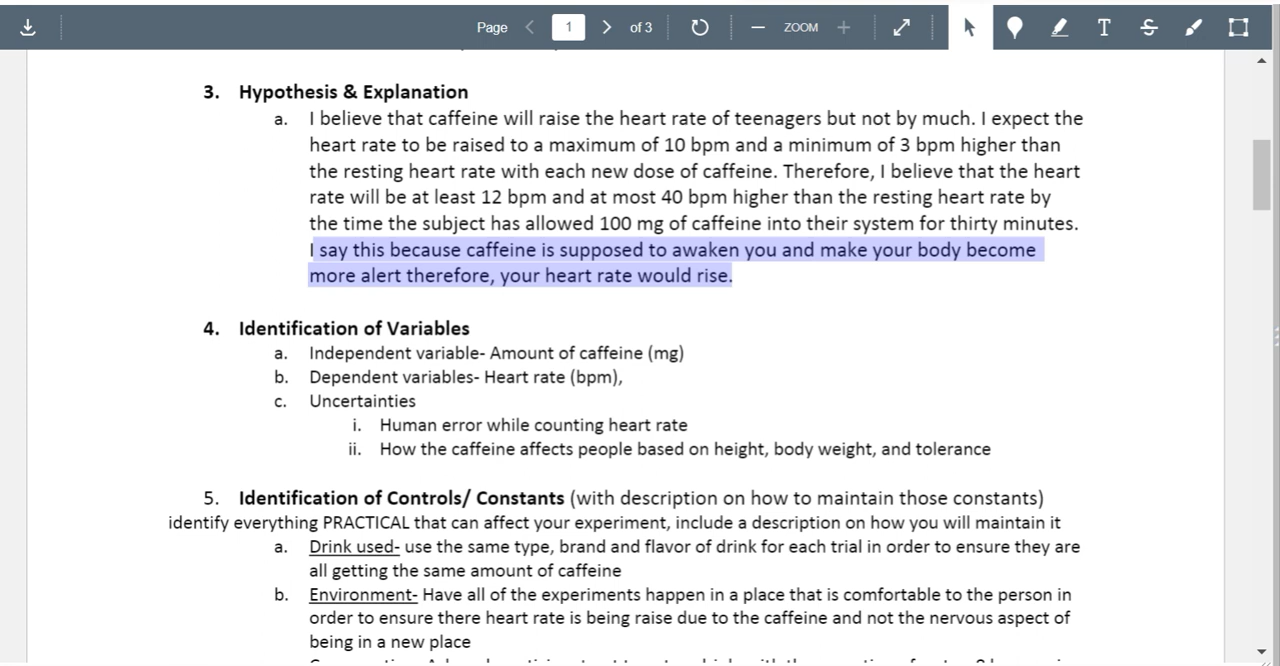 Page 1 of 3 ZOOM T S
3. Hypothesis & Explanation
a. I believe that caffeine will raise the heart rate of teenagers but not by much. I expect the
heart rate to be raised to a maximum of 10 bpm and a minimum of 3 bpm higher than
the resting heart rate with each new dose of caffeine. Therefore, I believe that the heart
rate will be at least 12 bpm and at most 40 bpm higher than the resting heart rate by
the time the subject has allowed 100 mg of caffeine into their system for thirty minutes.
I say this because caffeine is supposed to awaken you and make your body become
more alert therefore, your heart rate would rise.
4. Identification of Variables
a. Independent variable- Amount of caffeine (mg)
b. Dependent variables- Heart rate (bpm),
c. Uncertainties
i. Human error while counting heart rate
ii. How the caffeine affects people based on height, body weight, and tolerance
5. Identification of Controls/ Constants (with description on how to maintain those constants)
identify everything PRACTICAL that can affect your experiment, include a description on how you will maintain it
a. Drink used- use the same type, brand and flavor of drink for each trial in order to ensure they are
all getting the same amount of caffeine
b. Environment- Have all of the experiments happen in a place that is comfortable to the person in
order to ensure there heart rate is being raise due to the caffeine and not the nervous aspect of
being in a new place